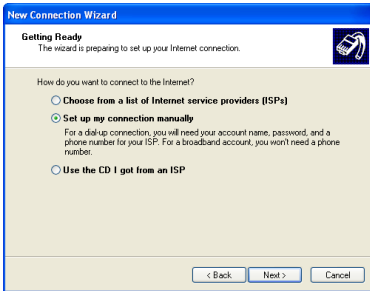 New Connection Wizard
Getting Ready
The wizard is preparing to set up your Internet connection.
How do you want to connect to the Internet?
Choose from a list of Internet service providers (ISPs)
Set up my connection manually
For a dial-up connection, you will need your account name, password, and a
phone number for your ISP. For a broadband account, you won't need a phone
number.
Use the CD I got from an ISP
< Back Next > Cancel